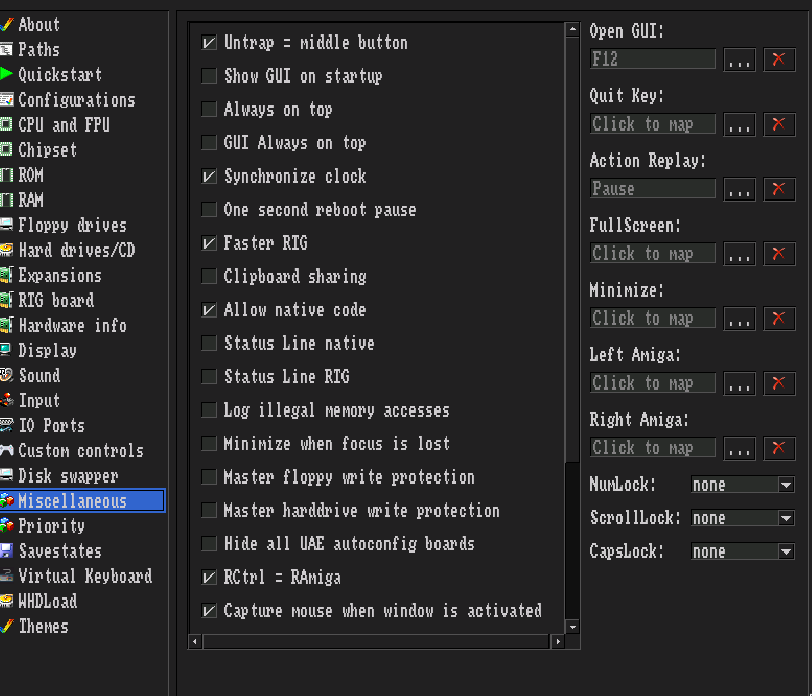 About
Paths
Quickstart
Configurations
CPU and FPU
Chipset
ROM
RAM
Floppy drives
Hard drives/CD
Expansions
RTG board
Hardware info
Display
Sound
Input
IO Ports
Custom controls
Disk swapper
Miscellaneous
Priority
Savestates
Virtual Keyboard
WHDLoad
Themes
Untrap = middle button
Show GUI on startup
Always on top
GUI Always on top
Synchronize clock
One second reboot pause
Faster RTG
Clipboard sharing
Allow native code
Status Line native
Status Line RTG
Log illegal memory accesses
Minimize when focus is lost
Master floppy write protection
Master harddrive write protection
Hide all UAE autoconfig boards
RCtrl = RAmiga
Capture mouse when window is activated
Open GUI:
F12 ...
Quit Key:
Click to map ...
Action Replay:
Pause ...
FullScreen:
Click to map ...
Minimize:
Click to map ...
Left Amiga:
Click to map ...
Right Amiga:
Click to map ...
NumLock: none
ScrollLock: none
CapsLock: none